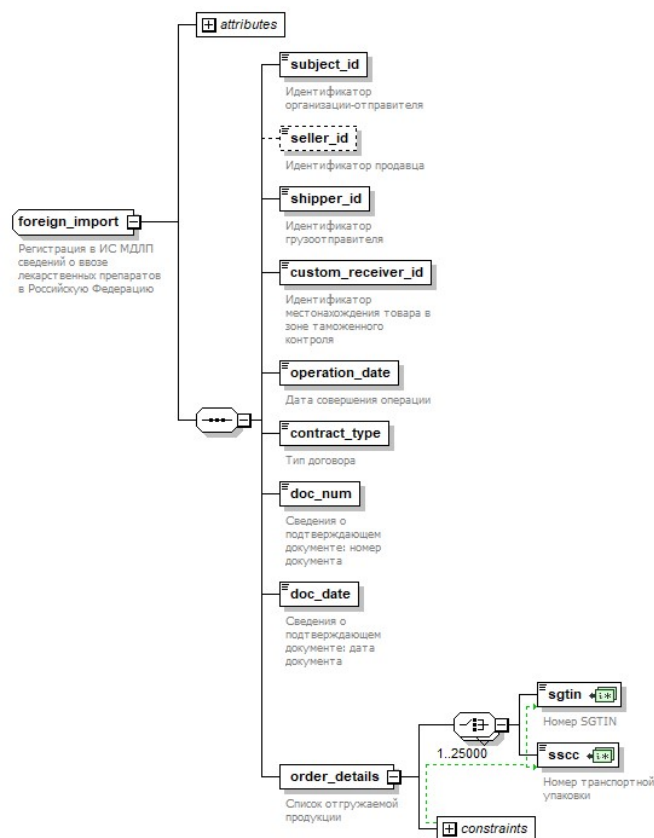 attributes
subject_id
Идентификатор
организации-отправителя
seller_id
Идентификатор продавца
foreign_import
Регистрация в ИС МДЛП
сведений о ввозе
лекарственных препаратов
в Российскую Федерацию
shipper_id
Идентификатор
грузоотправителя
custom_receiver_id
Идентификатор
местонахождения товара в
зоне таможенного
контроля
operation_date
Дата совершения операции
contract_type
Тип договора
doc_num
Сведения о
подтверждающем
документе: номер
документа
doc_date
Сведения о
подтверждающем
документе: дата
документа
order_details
Список отгружаемой
продукции
1..25000
sgtin
Номер SGTIN
sscc
Номер транспортной
упаковки
constraints